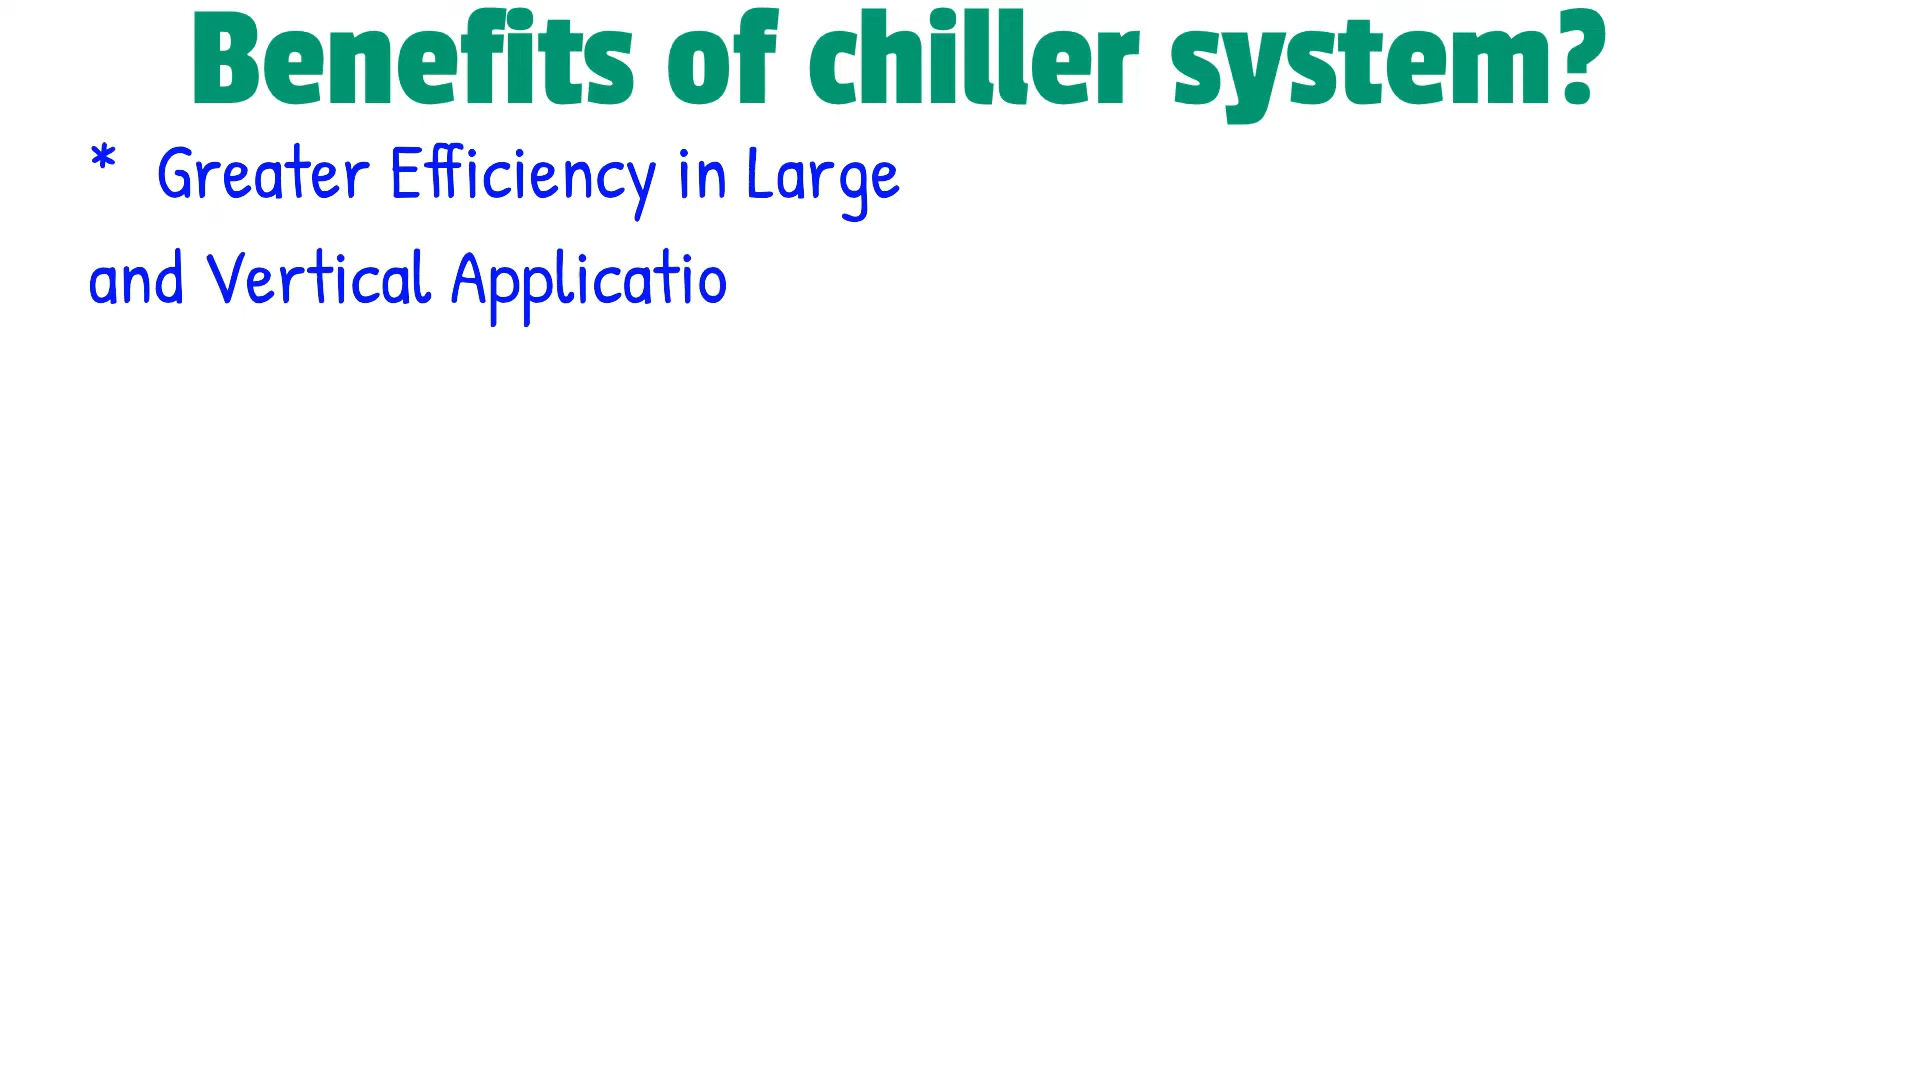 Benefits of chiller system?
* Greater Efficiency in Large
and Vertical Applicatio